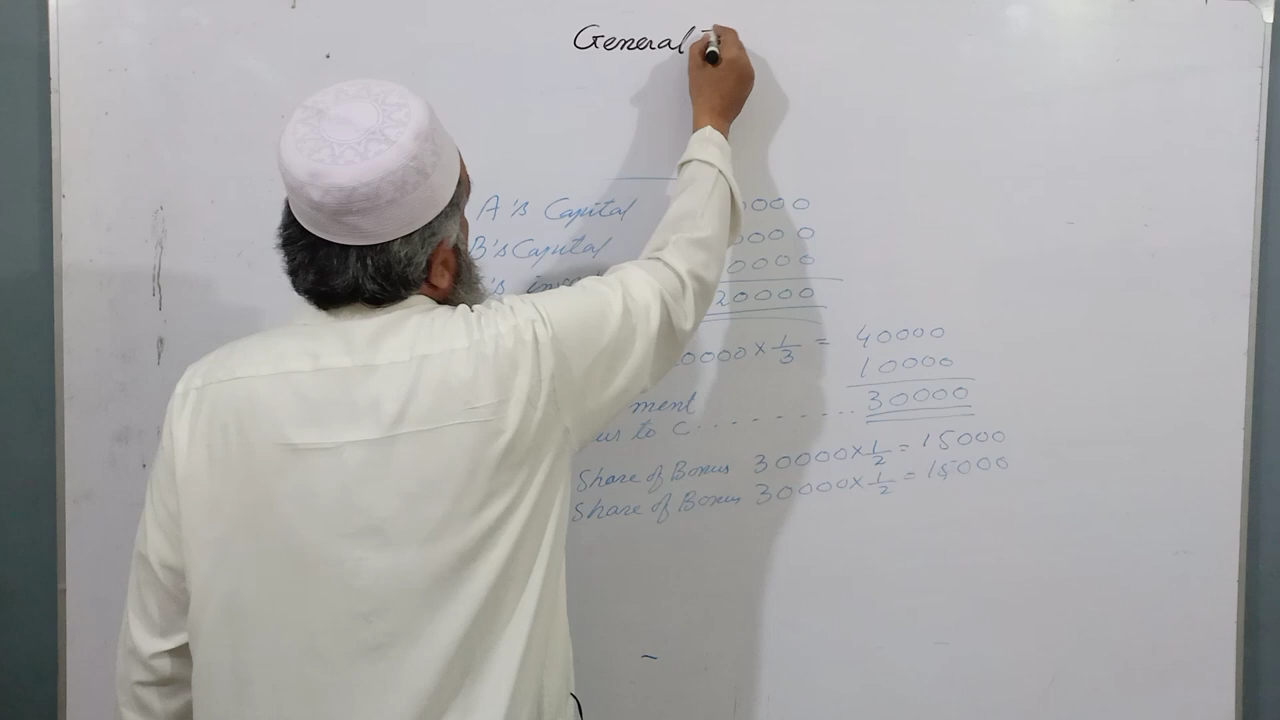 General
A's Capital 0000
B's Capital 0000
's 0000
20000
0000 × 1/3 = 40000
10000
ment 30000
us to C..........
Share of Bonus 30000 × 1/2 = 15000
Share of Bonus 30000 × 1/2 = 15000